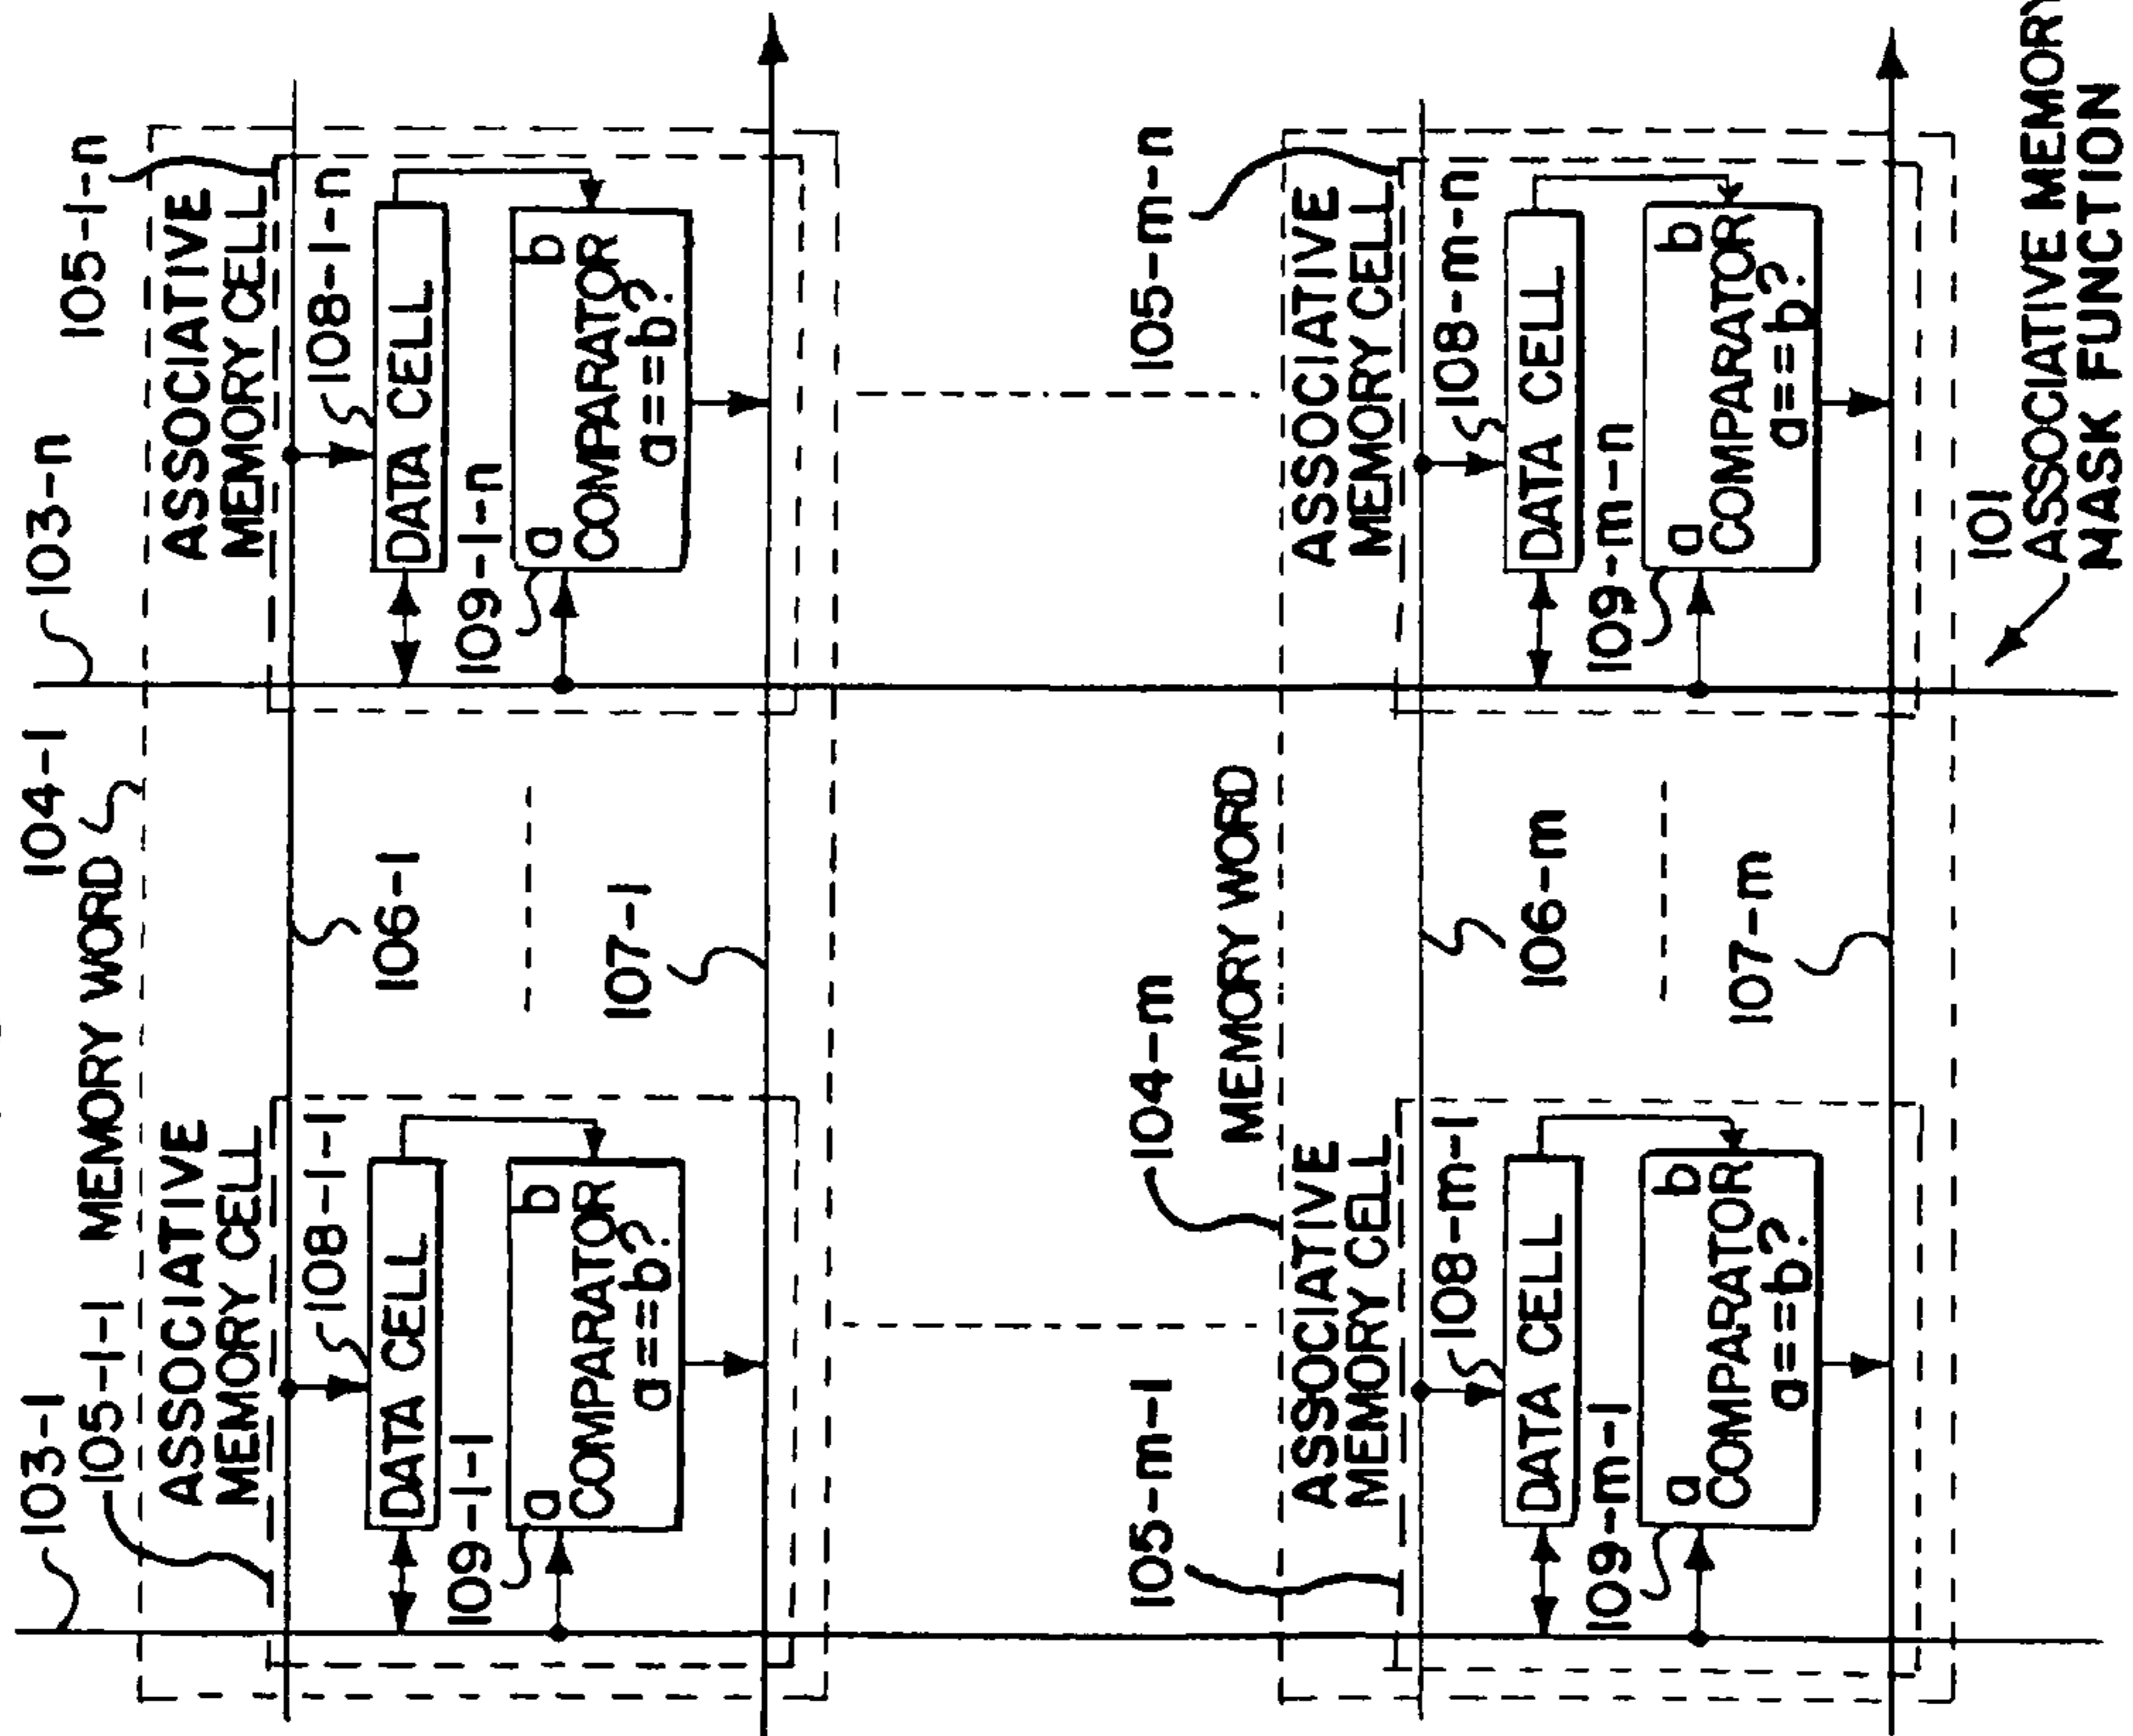 103-1
105-1-1
MEMORY WORD
104-1
103-n
105-1-n
ASSOCIATIVE
MEMORY CELL
108-1-1
DATA CELL
109-1-1
a
b
COMPARATOR
a==b?
106-1
107-1
ASSOCIATIVE
MEMORY CELL
108-1-n
DATA CELL
109-1-n
a
b
COMPARATOR
a==b?
105-m-1
104-m
MEMORY WORD
105-m-n
ASSOCIATIVE
MEMORY CELL
108-m-1
DATA CELL
109-m-1
a
b
COMPARATOR
a==b?
106-m
107-m
ASSOCIATIVE
MEMORY CELL
108-m-n
DATA CELL
109-m-n
a
b
COMPARATOR
a==b?
101
ASSOCIATIVE MEMORY
MASK FUNCTION